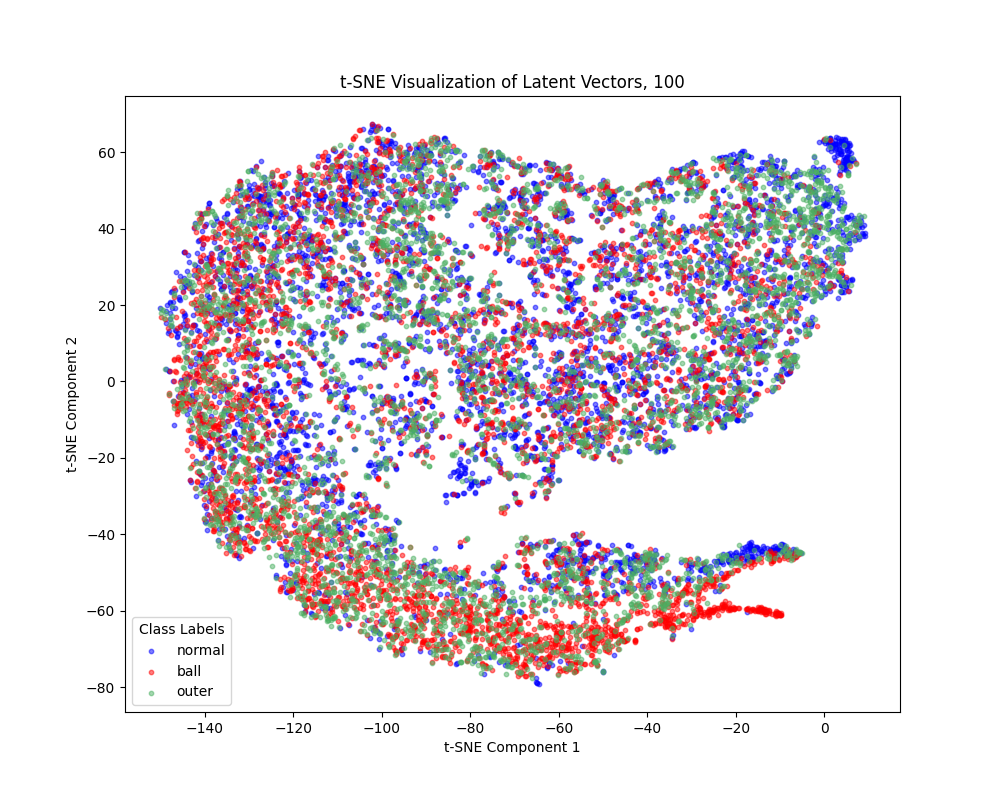 t-SNE Visualization of Latent Vectors, 100
60
40
20
0
−20
−40
−60
−80
t-SNE Component 2
Class Labels
normal
ball
outer
−140 −120 −100 −80 −60 −40 −20 0
t-SNE Component 1